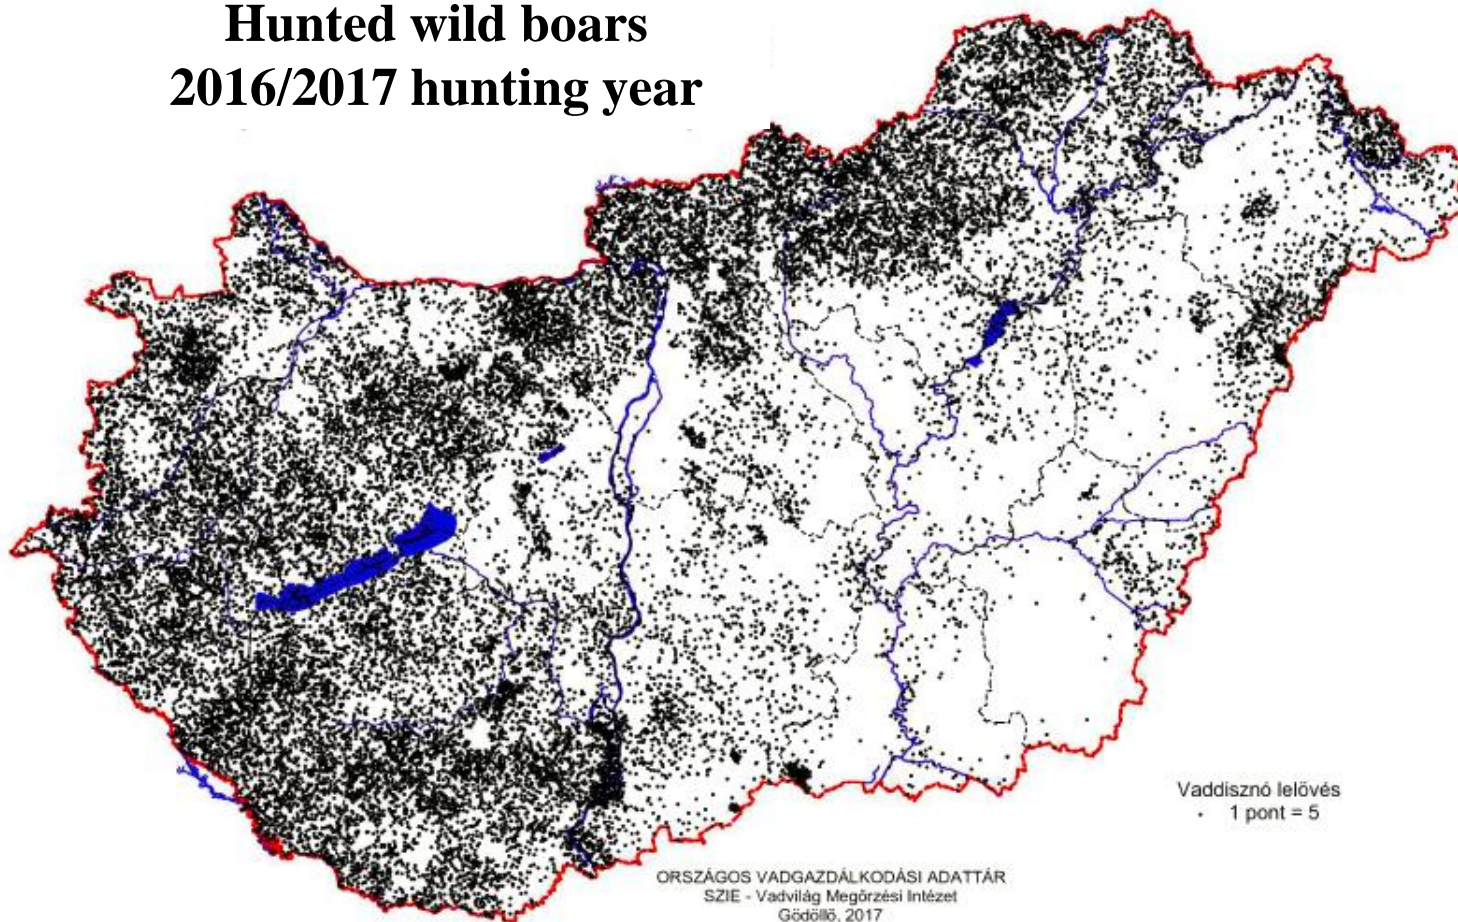 Hunted wild boars
2016/2017 hunting year
Vaddisznó lelövés
. 1 pont = 5
ORSZÁGOS VADGAZDÁLKODÁSI ADATTÁR
SZIE - Vadvilág Megőrzési Intézet
Gödöllő, 2017